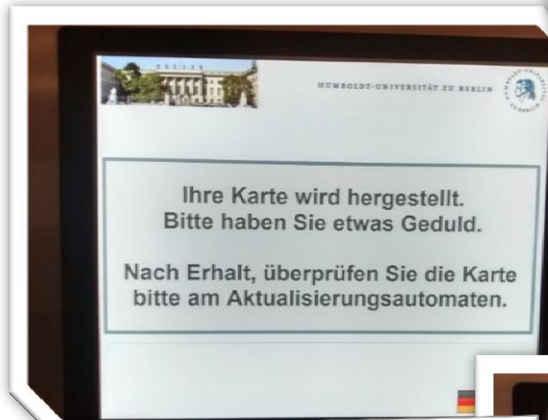 HUMBOLDT-UNIVERSITÄT ZU BERLIN
Ihre Karte wird hergestellt.
Bitte haben Sie etwas Geduld.
Nach Erhalt, überprüfen Sie die Karte
bitte am Aktualisierungsautomaten.